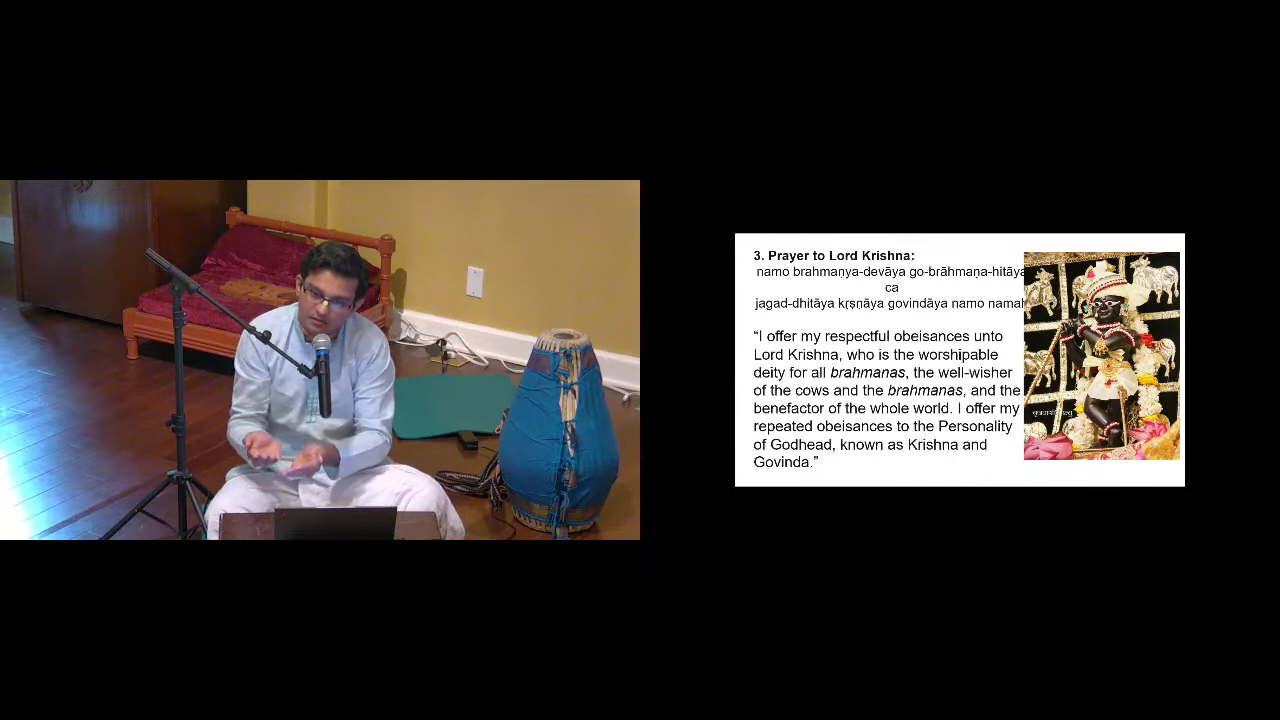 3. Prayer to Lord Krishna:
namo brahmaṇya-devāya go-brāhmaṇa-hitāya
ca
jagad-dhitāya kṛṣṇāya govindāya namo namaḥ
“I offer my respectful obeisances unto
Lord Krishna, who is the worshipable
deity for all brahmanas, the well-wisher
of the cows and the brahmanas, and the
benefactor of the whole world. I offer my
repeated obeisances to the Personality
of Godhead, known as Krishna and
Govinda.”